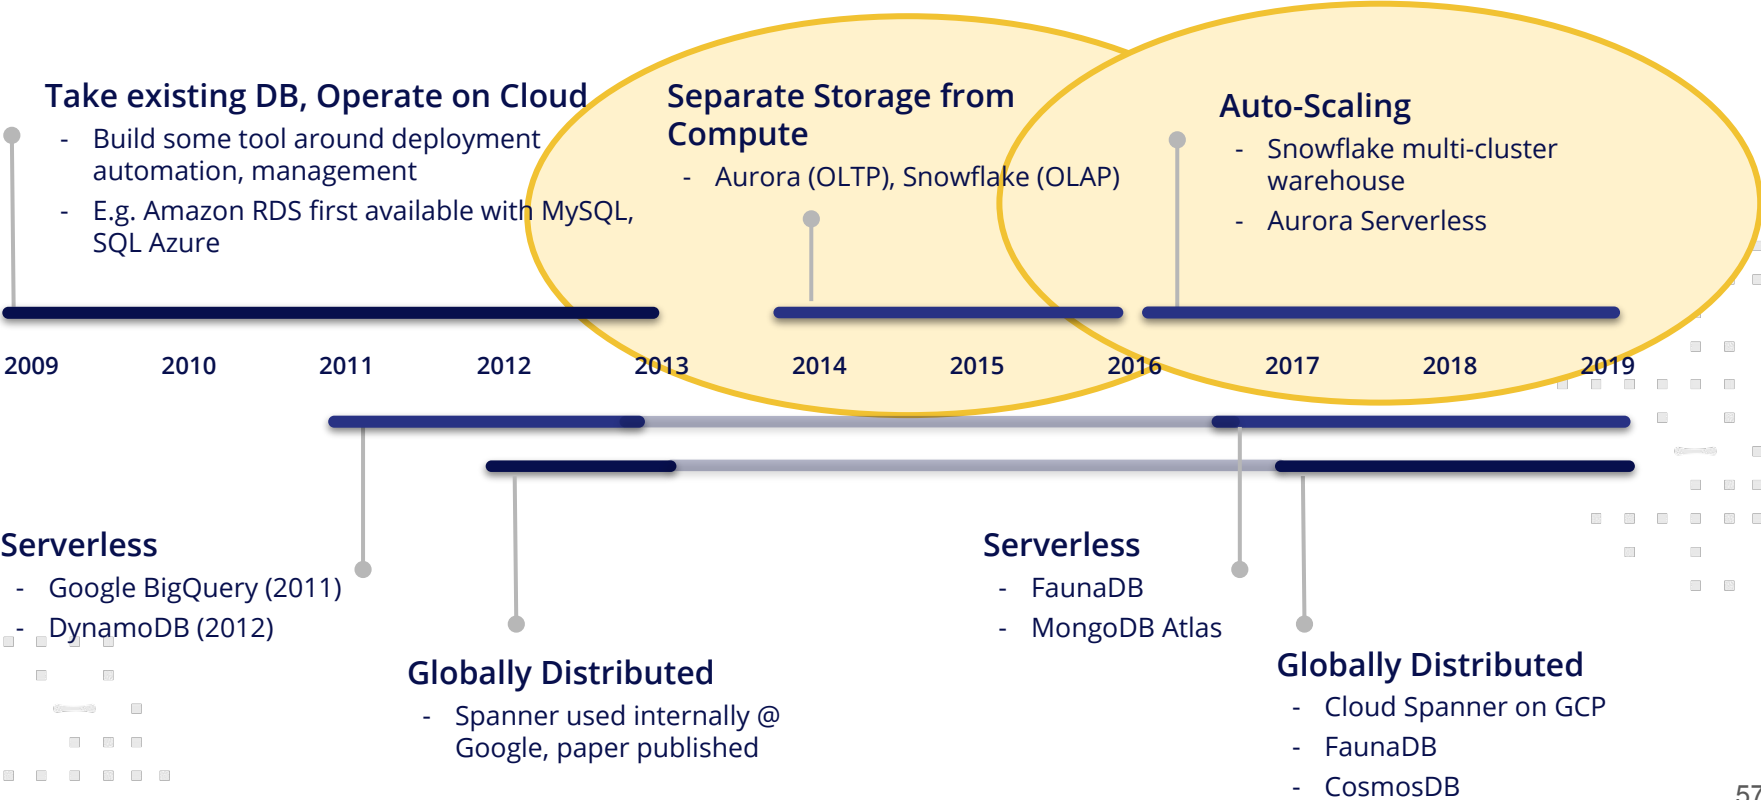 Take existing DB, Operate on Cloud
- Build some tool around deployment
automation, management
- E.g. Amazon RDS first available with MySQL,
SQL Azure
Separate Storage from
Compute
- Aurora (OLTP), Snowflake (OLAP)
Auto-Scaling
- Snowflake multi-cluster
warehouse
- Aurora Serverless
2009 2010 2011 2012 2013 2014 2015 2016 2017 2018 2019
Serverless
- Google BigQuery (2011)
- DynamoDB (2012)
Globally Distributed
- Spanner used internally @
Google, paper published
Serverless
- FaunaDB
- MongoDB Atlas
Globally Distributed
- Cloud Spanner on GCP
- FaunaDB
- CosmosDB
57